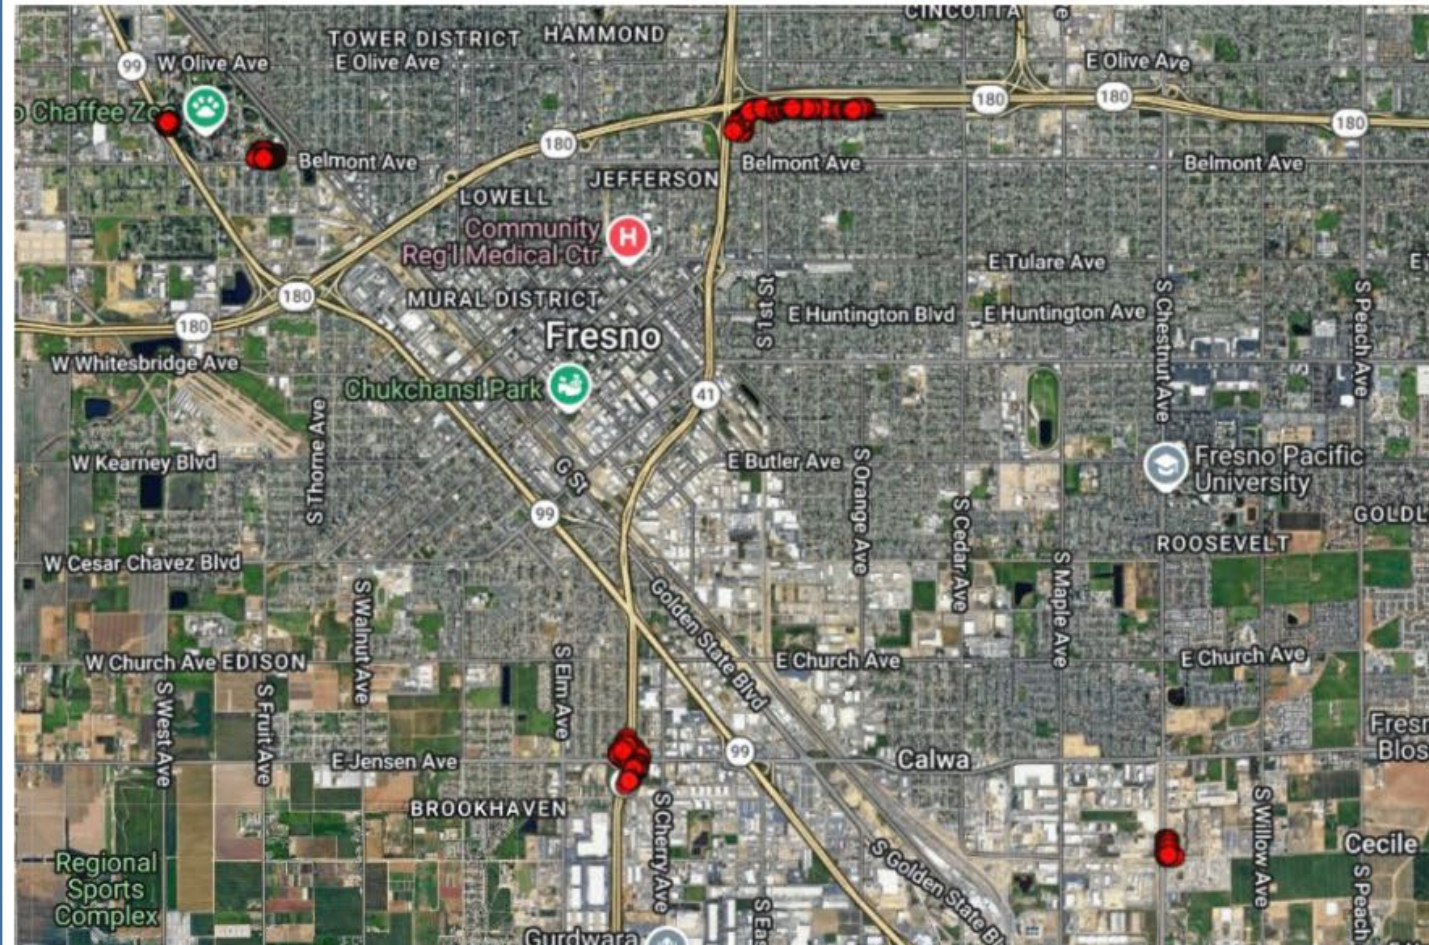 CINCOTTA
TOWER DISTRICT
HAMMOND
99
W Olive Ave
E Olive Ave
E Olive Ave
180
180
o Chaffee Zoo
180
180
Belmont Ave
Belmont Ave
Belmont Ave
JEFFERSON
LOWELL
Community
Reg'l Medical Ctr
H
E Tulare Ave
180
MURAL DISTRICT
S 1st St
E Huntington Blvd
E Huntington Ave
S Chestnut Ave
S Peach Ave
180
Fresno
W Whitesbridge Ave
Chukchansi Park
41
S Thorne Ave
W Kearney Blvd
G St
E Butler Ave
S Orange Ave
Fresno Pacific
University
99
S Cedar Ave
GOLDL
ROOSEVELT
W Cesar Chavez Blvd
S Walnut Ave
Golden State Blvd
S Maple Ave
W Church Ave
EDISON
E Church Ave
E Church Ave
S West Ave
S Fruit Ave
S Elm Ave
Fresn
Blos
99
E Jensen Ave
Calwa
BROOKHAVEN
S Cherry Ave
S Willow Ave
Regional
Sports
Complex
S Golden State Bl
Cecile
S Peach
S Ea
Gurdwara